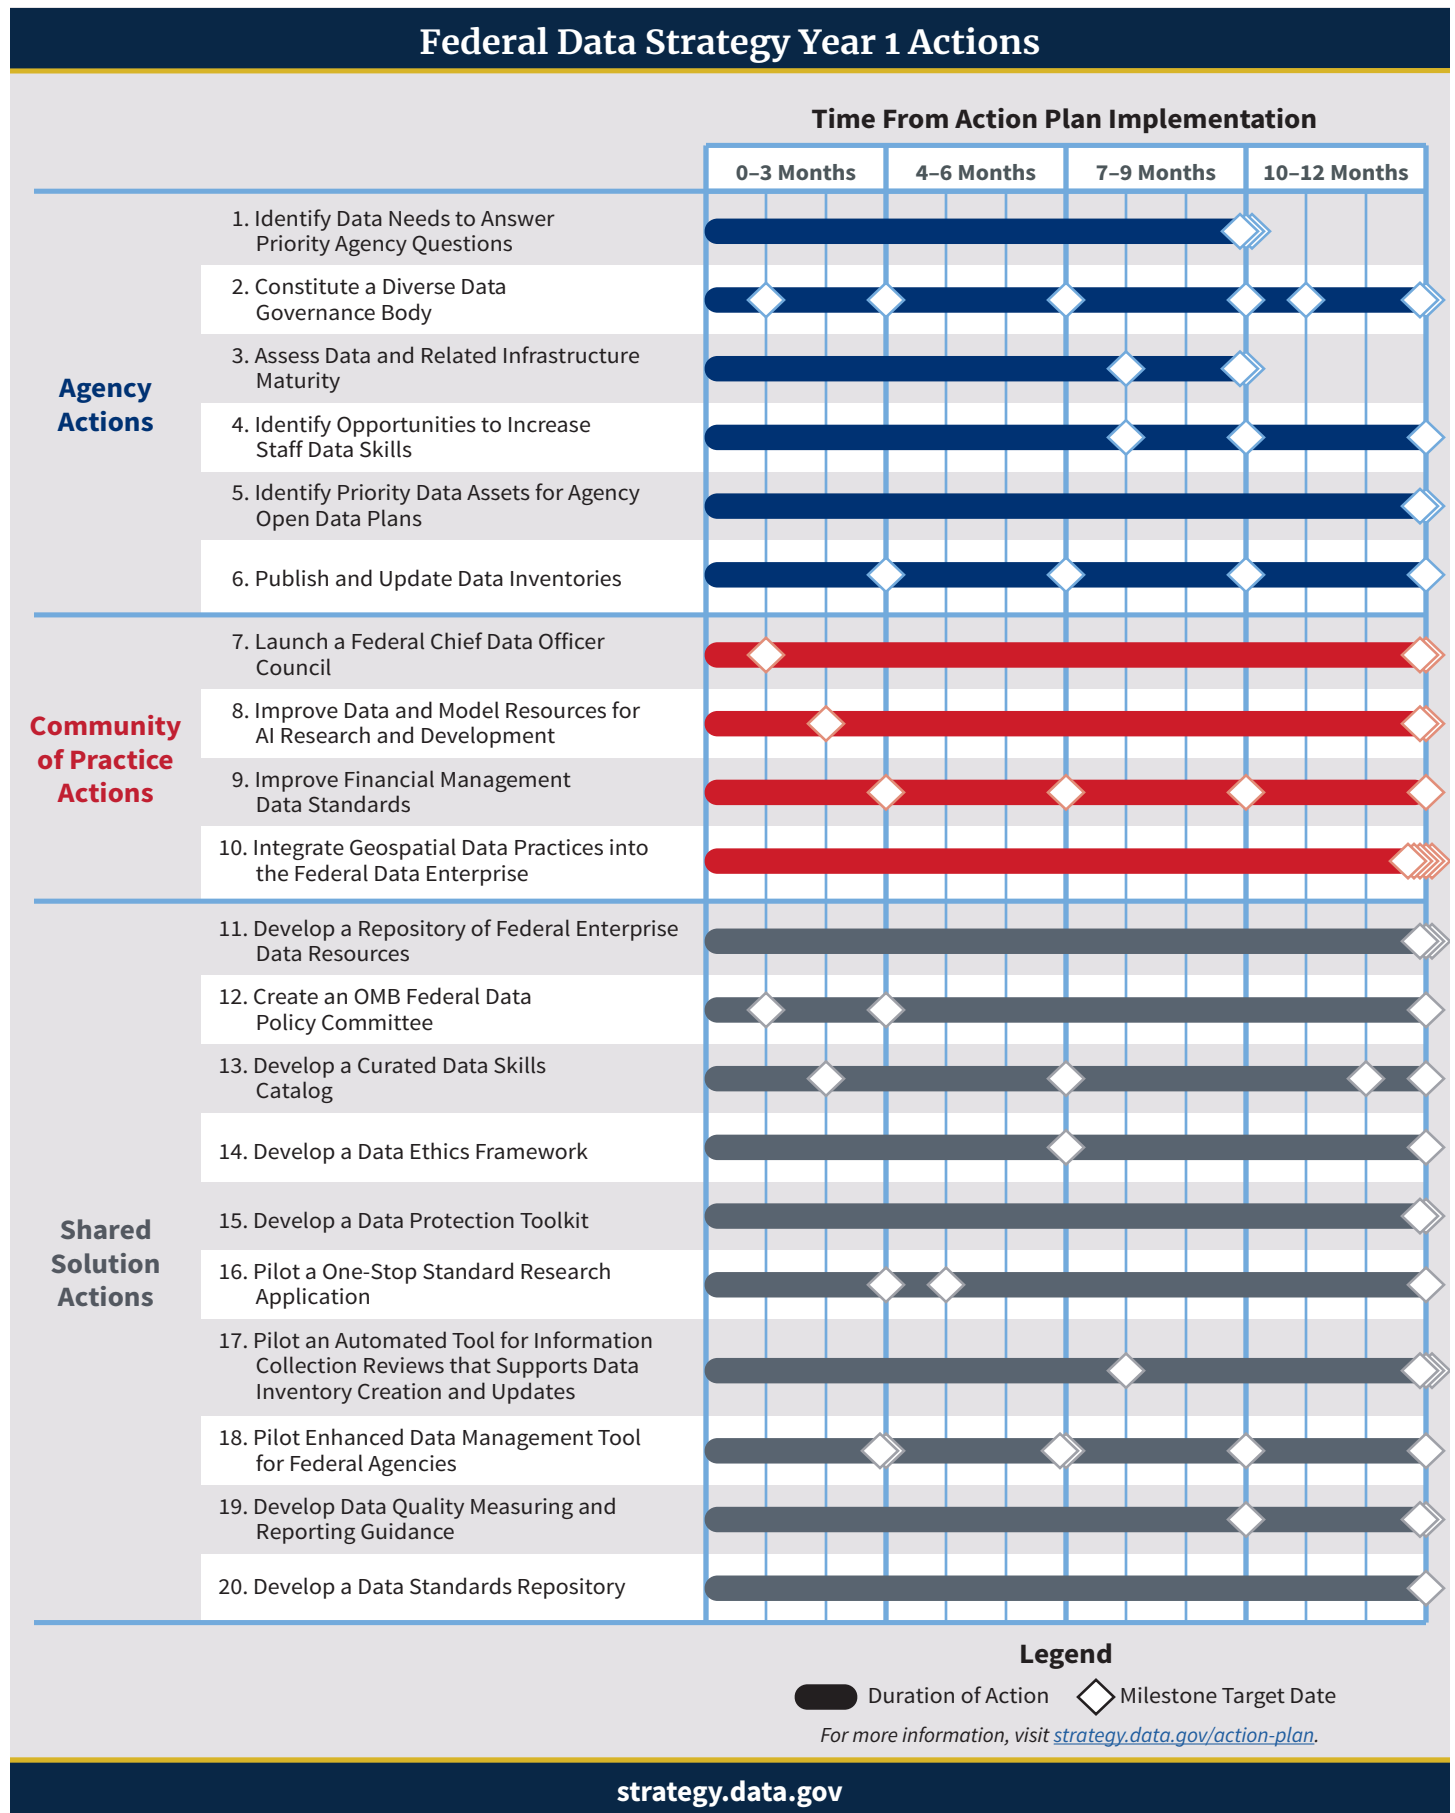 Federal Data Strategy Year 1 Actions
Time From Action Plan Implementation
0–3 Months
4–6 Months
7–9 Months
10–12 Months
Agency
Actions
1. Identify Data Needs to Answer
Priority Agency Questions
2. Constitute a Diverse Data
Governance Body
3. Assess Data and Related Infrastructure
Maturity
4. Identify Opportunities to Increase
Staff Data Skills
5. Identify Priority Data Assets for Agency
Open Data Plans
6. Publish and Update Data Inventories
Community
of Practice
Actions
7. Launch a Federal Chief Data Officer
Council
8. Improve Data and Model Resources for
AI Research and Development
9. Improve Financial Management
Data Standards
10. Integrate Geospatial Data Practices into
the Federal Data Enterprise
Shared
Solution
Actions
11. Develop a Repository of Federal Enterprise
Data Resources
12. Create an OMB Federal Data
Policy Committee
13. Develop a Curated Data Skills
Catalog
14. Develop a Data Ethics Framework
15. Develop a Data Protection Toolkit
16. Pilot a One-Stop Standard Research
Application
17. Pilot an Automated Tool for Information
Collection Reviews that Supports Data
Inventory Creation and Updates
18. Pilot Enhanced Data Management Tool
for Federal Agencies
19. Develop Data Quality Measuring and
Reporting Guidance
20. Develop a Data Standards Repository
Legend
Duration of Action
Milestone Target Date
For more information, visit strategy.data.gov/action-plan.
strategy.data.gov